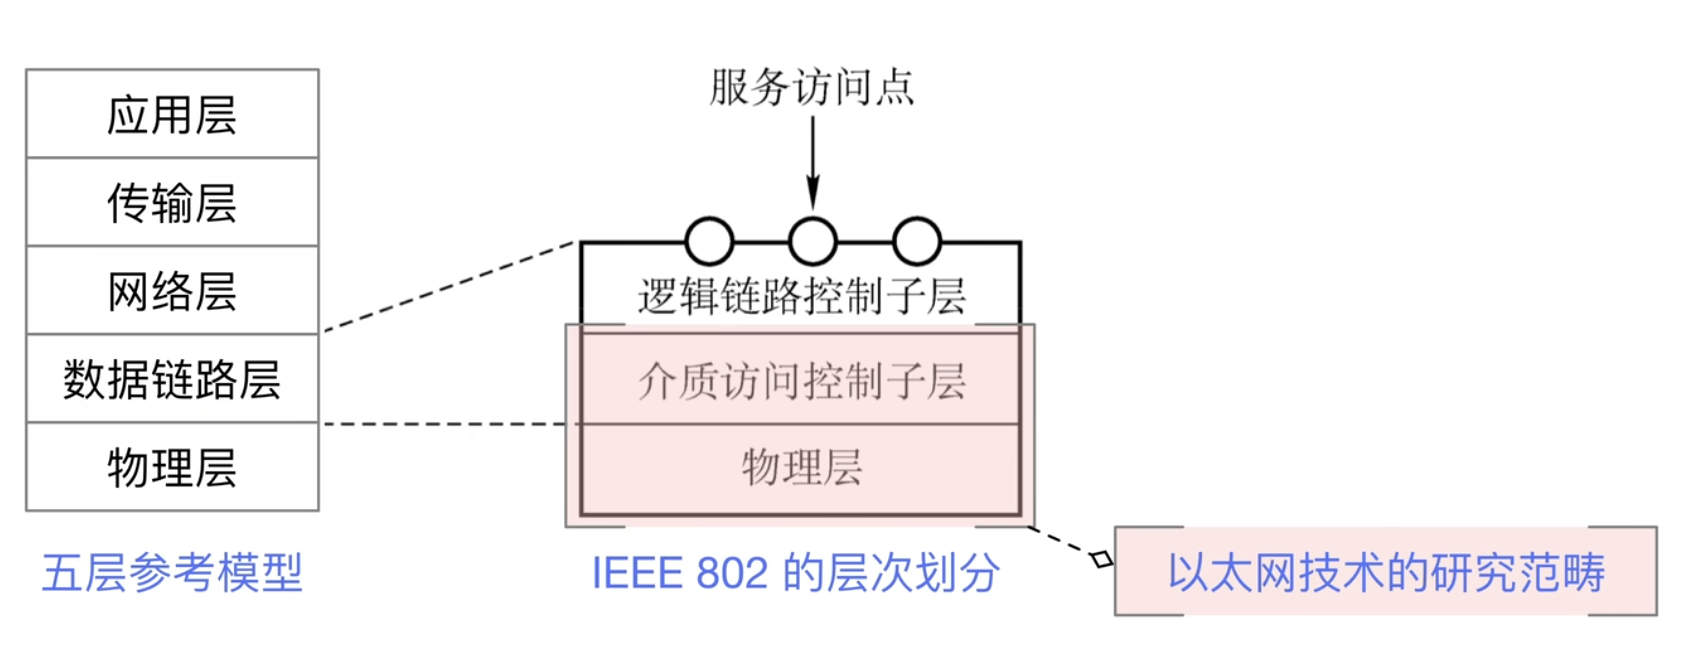 应用层
传输层
网络层
数据链路层
物理层
五层参考模型
服务访问点
逻辑链路控制子层
介质访问控制子层
物理层
IEEE 802 的层次划分
以太网技术的研究范畴